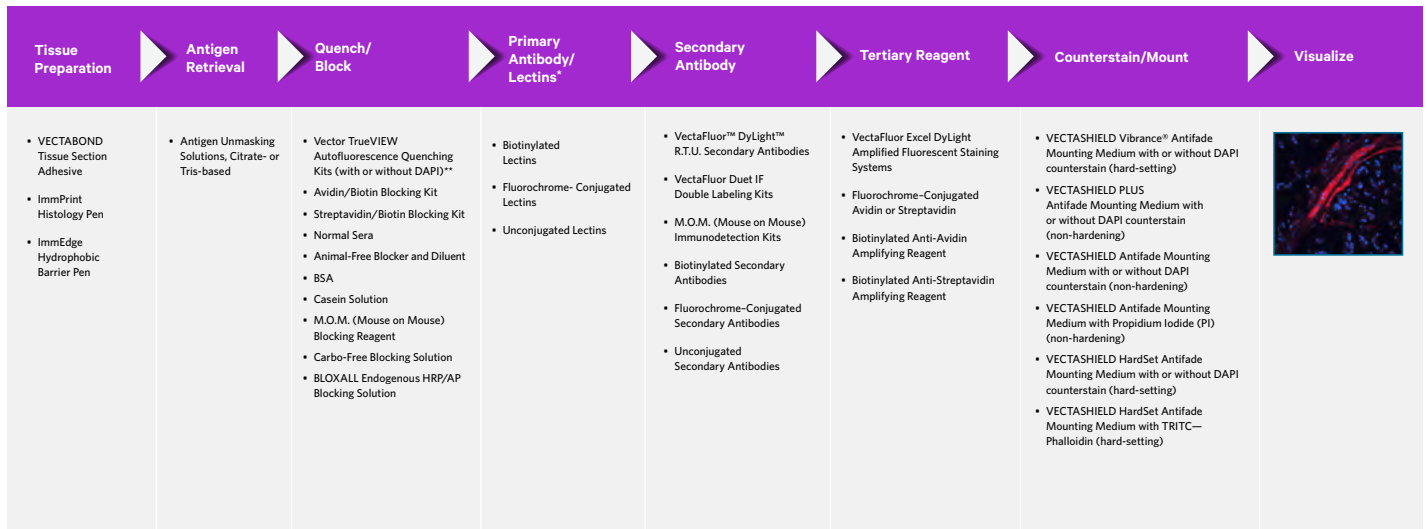 Tissue
Preparation
Antigen
Retrieval
Quench/
Block
Primary
Antibody/
Lectins*
Secondary
Antibody
Tertiary Reagent
Counterstain/Mount
Visualize
• VECTABOND
Tissue Section
Adhesive
• ImmPrint
Histology Pen
• ImmEdge
Hydrophobic
Barrier Pen
• Antigen Unmasking
Solutions, Citrate- or
Tris-based
• Vector TrueVIEW
Autofluorescence Quenching
Kits (with or without DAPI)**
• Avidin/Biotin Blocking Kit
• Streptavidin/Biotin Blocking Kit
• Normal Sera
• Animal-Free Blocker and Diluent
• BSA
• Casein Solution
• M.O.M. (Mouse on Mouse)
Blocking Reagent
• Carbo-Free Blocking Solution
• BLOXALL Endogenous HRP/AP
Blocking Solution
• Biotinylated
Lectins
• Fluorochrome- Conjugated
Lectins
• Unconjugated Lectins
• VectaFluor™ DyLight™
R.T.U. Secondary Antibodies
• VectaFluor Duet IF
Double Labeling Kits
• M.O.M. (Mouse on Mouse)
Immunodetection Kits
• Biotinylated Secondary
Antibodies
• Fluorochrome–Conjugated
Secondary Antibodies
• Unconjugated
Secondary Antibodies
• VectaFluor Excel DyLight
Amplified Fluorescent Staining
Systems
• Fluorochrome–Conjugated
Avidin or Streptavidin
• Biotinylated Anti-Avidin
Amplifying Reagent
• Biotinylated Anti-Streptavidin
Amplifying Reagent
• VECTASHIELD Vibrance® Antifade
Mounting Medium with or without DAPI
counterstain (hard-setting)
• VECTASHIELD PLUS
Antifade Mounting Medium with
or without DAPI counterstain
(non-hardening)
• VECTASHIELD Antifade Mounting
Medium with or without DAPI
counterstain (non-hardening)
• VECTASHIELD Antifade Mounting
Medium with Propidium Iodide (PI)
(non-hardening)
• VECTASHIELD HardSet Antifade
Mounting Medium with or without DAPI
counterstain (hard-setting)
• VECTASHIELD HardSet Antifade
Mounting Medium with TRITC—
Phalloidin (hard-setting)